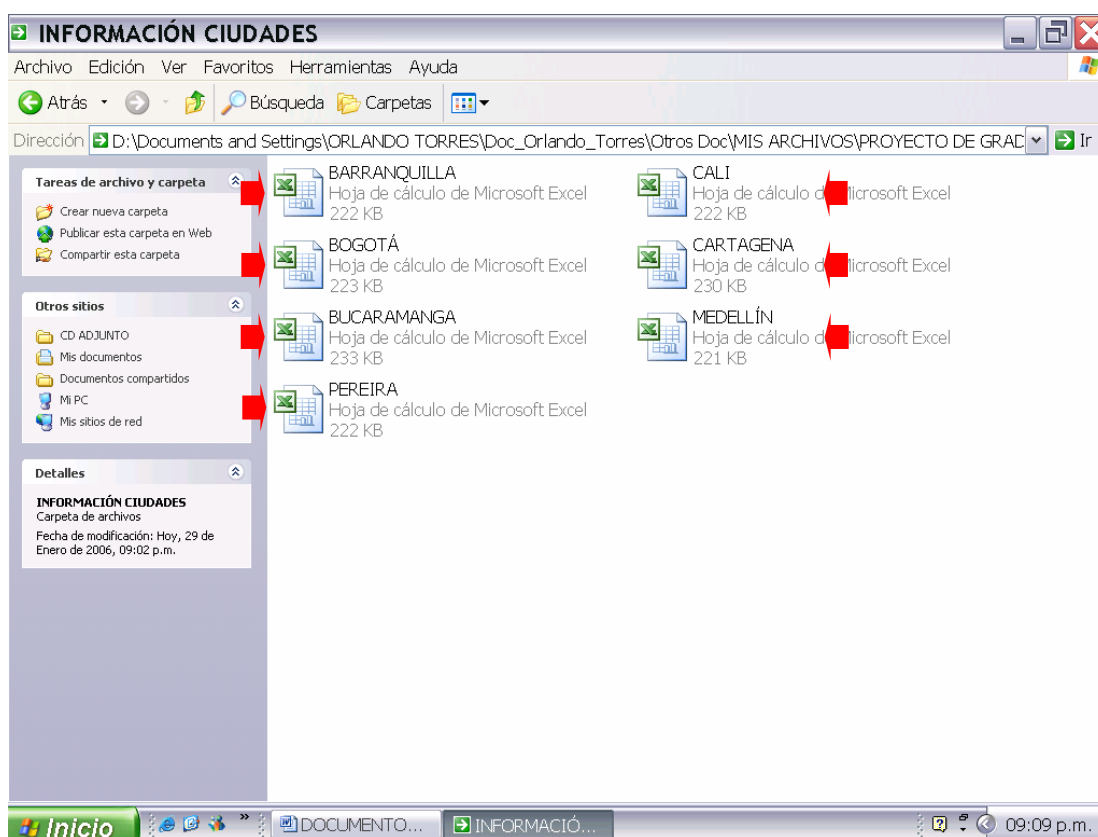 INFORMACIÓN CIUDADES
Archivo Edición Ver Favoritos Herramientas Ayuda
Atrás Búsqueda Carpetas
Dirección D:\Documents and Settings\ORLANDO TORRES\Doc_Orlando_Torres\Otros Doc\MIS ARCHIVOS\PROYECTO DE GRAD Ir
Tareas de archivo y carpeta
Crear nueva carpeta
Publicar esta carpeta en Web
Compartir esta carpeta
Otros sitios
CD ADJUNTO
Mis documentos
Documentos compartidos
Mi PC
Mis sitios de red
Detalles
INFORMACIÓN CIUDADES
Carpeta de archivos
Fecha de modificación: Hoy, 29 de
Enero de 2006, 09:02 p.m.
BARRANQUILLA
Hoja de cálculo de Microsoft Excel
222 KB
CALI
Hoja de cálculo d Microsoft Excel
222 KB
BOGOTÁ
Hoja de cálculo de Microsoft Excel
223 KB
CARTAGENA
Hoja de cálculo d Microsoft Excel
230 KB
BUCARAMANGA
Hoja de cálculo de Microsoft Excel
233 KB
MEDELLÍN
Hoja de cálculo d Microsoft Excel
221 KB
PEREIRA
Hoja de cálculo de Microsoft Excel
222 KB
Inicio » DOCUMENTO... INFORMACIÓ... 09:09 p.m.